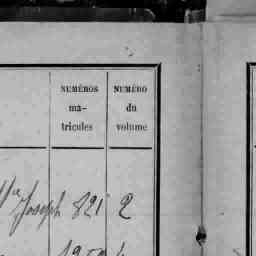 NUMÉROS NUMÉRO
ma- du
tricules volume
Joseph 821 2